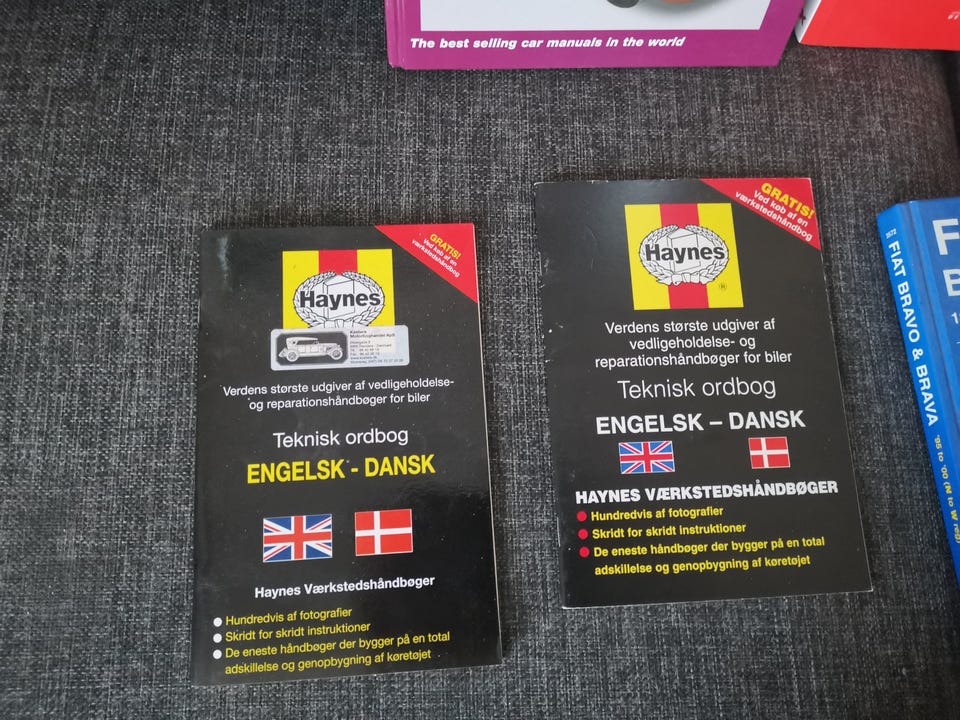 The best selling car manuals in the world
GRATIS!
Ved køb af en
værkstedshåndbog
Haynes
Verdens største udgiver af vedligeholdelse-
og reparationshåndbøger for biler
Teknisk ordbog
ENGELSK - DANSK
Haynes Værkstedshåndbøger
Hundredvis af fotografier
Skridt for skridt instruktioner
De eneste håndbøger der bygger på en total
adskillelse og genopbygning af køretøjet
GRATIS!
Ved køb af en
værkstedshåndbog
Haynes
®
Verdens største udgiver af
vedligeholdelse- og
reparationshåndbøger for biler
Teknisk ordbog
ENGELSK – DANSK
HAYNES VÆRKSTEDSHÅNDBØGER
Hundredvis af fotografier
Skridt for skridt instruktioner
De eneste håndbøger der bygger på en total
adskillelse og genopbygning af køretøjet
FIAT BRAVO & BRAVA '95 to '00 (N to W reg)